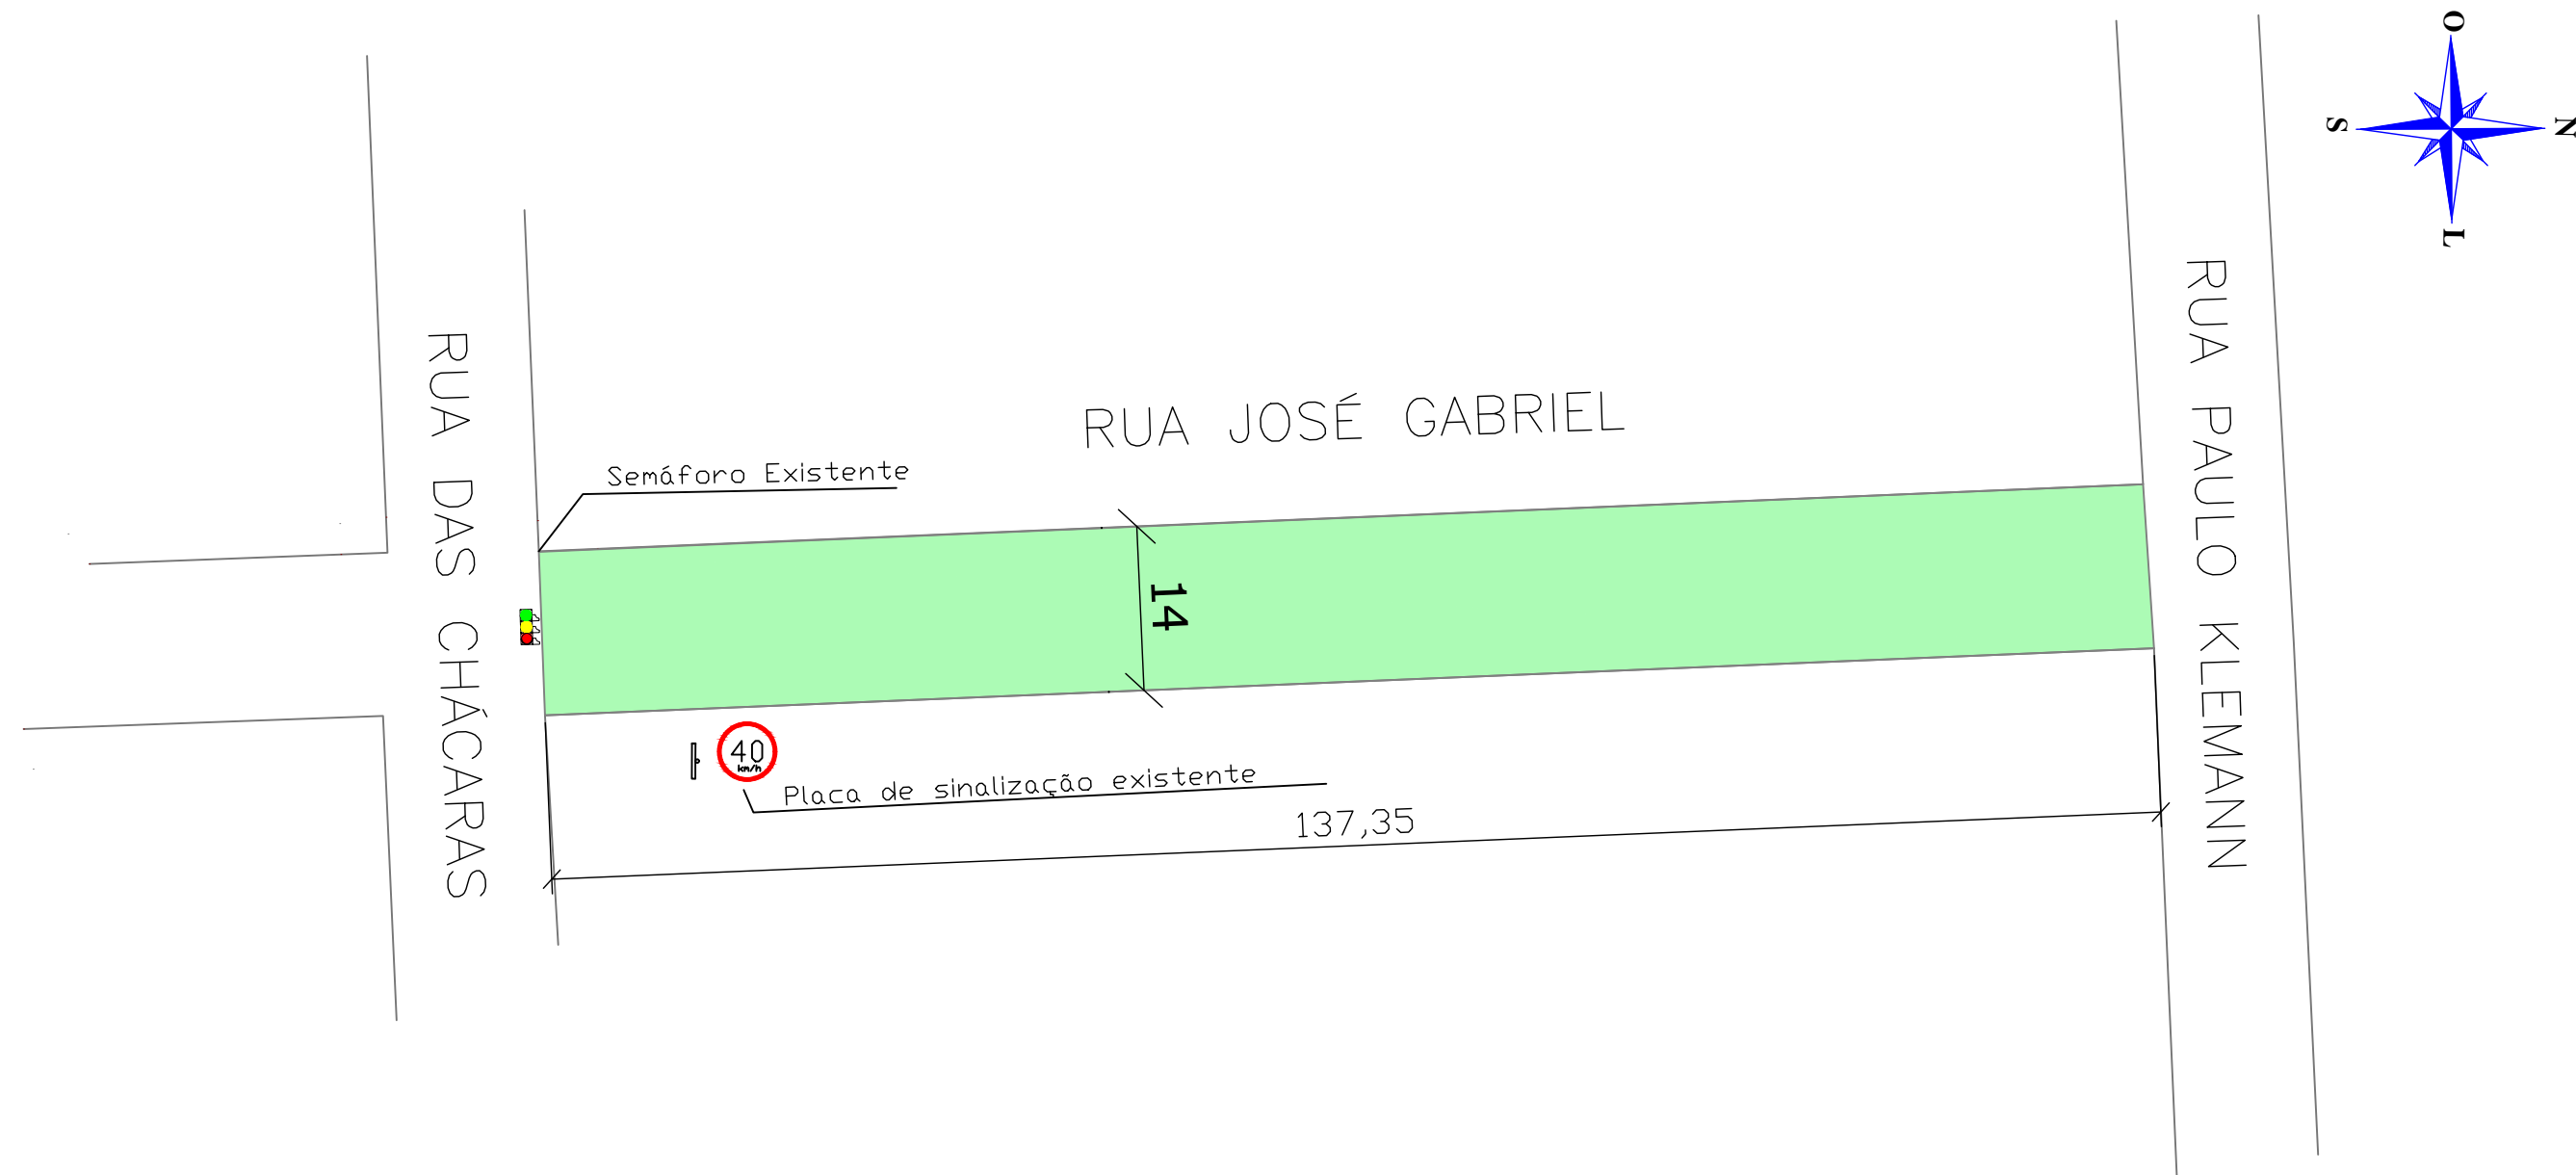 O
S
N
L
RUA DAS CHÁCARAS
RUA JOSÉ GABRIEL
RUA PAULO KLEMANN
Semáforo Existente
14
40
km/h
Placa de sinalização existente
137,35